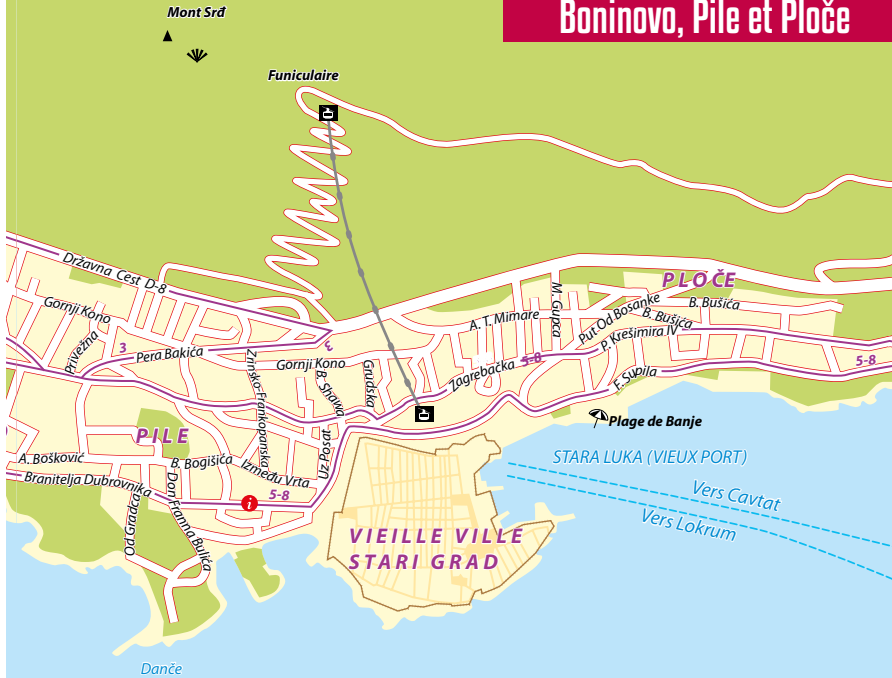 Mont Srđ
Boninovo, Pile et Ploče
Funiculaire
Državna Cest D-8
PLOČE
Gornji Kono
M. Gupca
B. Bušića
A. T. Mimare
Put Od Bosanke
B. Bušića
Privežna
3
3
Pera Bakića
P. Krešimira IV
5-8
5-8
Gornji Kono
Zrinsko-Frankopanska
B. Shawa
Grudska
Zagrebačka
F. Supila
Plage de Banje
PILE
Uz Posat
A. Bošković
B. Bogišića
Između Vrta
STARA LUKA (VIEUX PORT)
Branitelja Dubrovnika
5-8
i
Vers Cavtat
Vers Lokrum
Od Gradca
Don Franna Bulića
VIEILLE VILLE
STARI GRAD
Danče